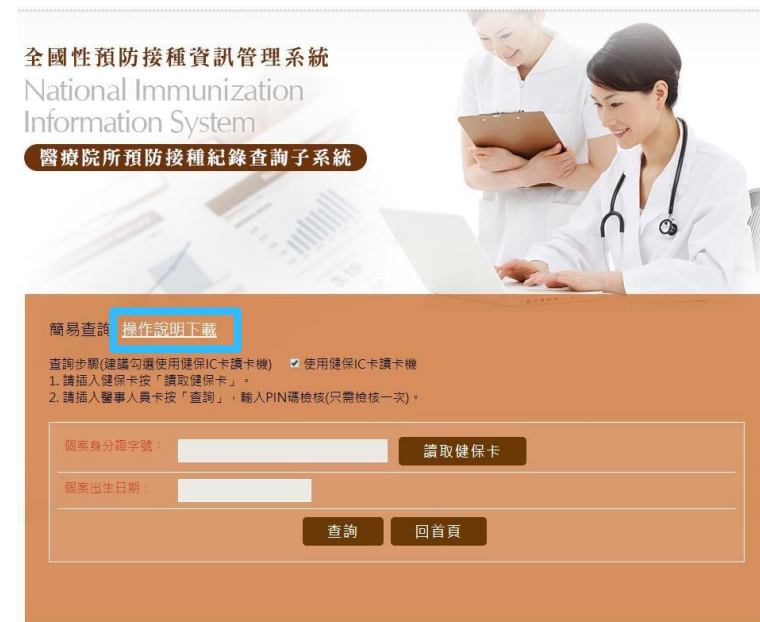 全國性預防接種資訊管理系統
National Immunization
Information System
醫療院所預防接種紀錄查詢子系統
簡易查詢 操作說明下載
查詢步驟(建議勾選使用健保IC卡讀卡機) 使用健保IC卡讀卡機
1. 請插入健保卡按「讀取健保卡」。
2. 請插入醫事人員卡按「查詢」，輸入PIN碼檢核(只需檢核一次)。
個案身分證字號：
讀取健保卡
個案出生日期：
查詢 回首頁